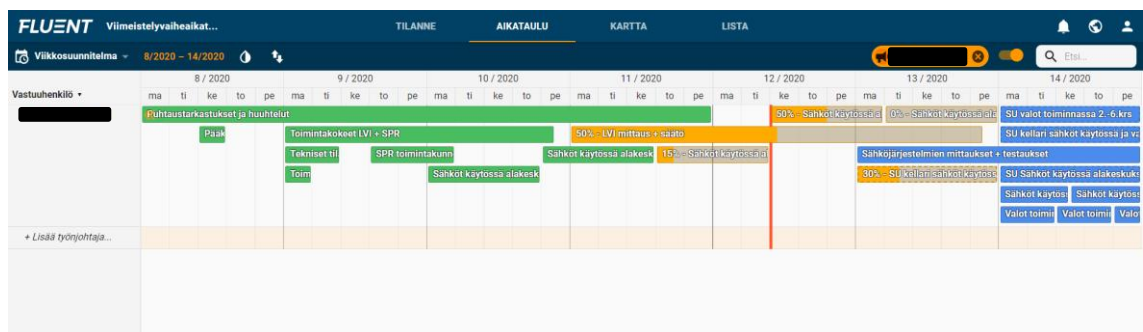 FLUENT Viimeistelyvaiheaikat... TILANNE AIKATAULU KARTTA LISTA
Viikkosuunnitelma 8/2020 – 14/2020 Etsi...
8 / 2020 9 / 2020 10 / 2020 11 / 2020 12 / 2020 13 / 2020 14 / 2020
Vastuuhenkilö ma ti ke to pe ma ti ke to pe ma ti ke to pe ma ti ke to pe ma ti ke to pe ma ti ke to pe ma ti ke to pe
Puhtaustarkastukset ja huuhtelut 50% - Sähköt käytössä a 0% - Sähköt käytössä ala SU valot toiminnassa 2.-6.krs
Pääk Toimintakokeet LVI + SPR 50% - LVI mittaus + säätö SU kellari sähköt käytössä ja va
Tekniset til SPR toimintakunn Sähköt käytössä alakesk 15% - Sähköt käytössä al Sähköjärjestelmien mittaukset + testaukset
Toim Sähköt käytössä alakesk 30% - SU kellari sähköt käytöss SU Sähköt käytössä alakeskuks
Sähköt käytös Sähköt käytös
Valot toimin Valot toimi Valo
+ Lisää työnjohtaja...